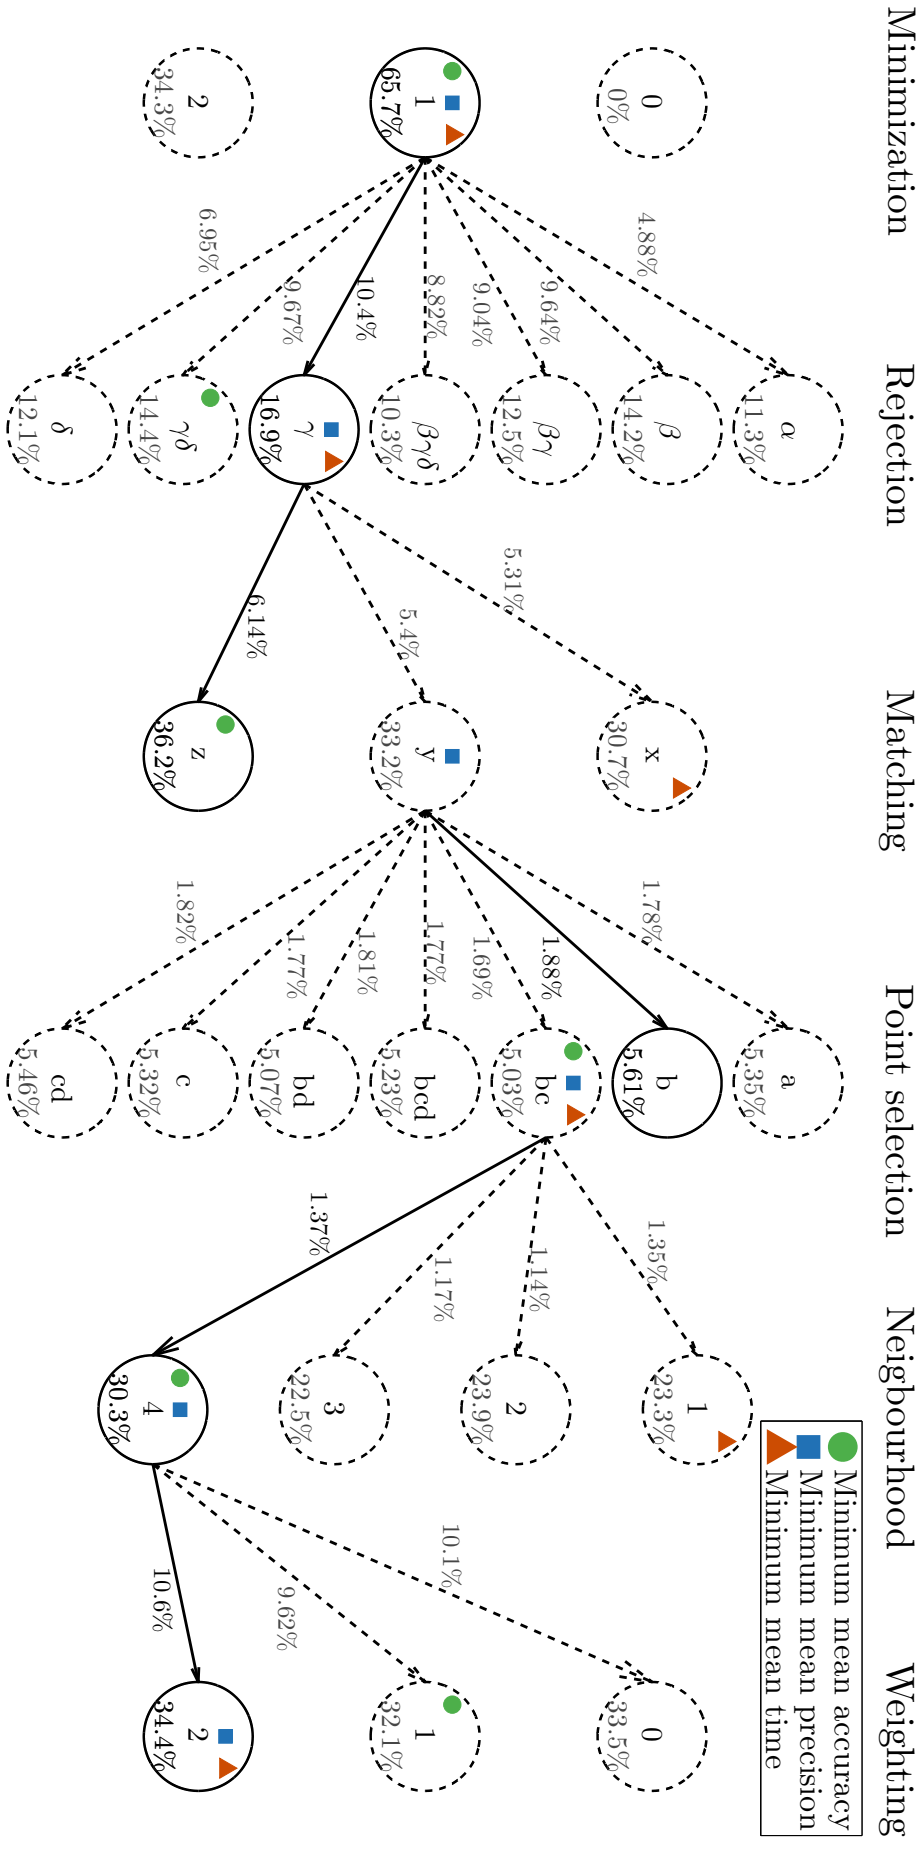 Minimization
0
0%
1
65.7%
2
34.3%
4.88%
9.64%
9.04%
8.82%
10.4%
9.67%
6.95%
Rejection
α
11.3%
β
14.2%
βγ
12.5%
βγδ
10.3%
γ
16.9%
γδ
14.4%
δ
12.1%
5.31%
5.4%
6.14%
Matching
x
30.7%
y
33.2%
z
36.2%
1.78%
1.88%
1.69%
1.77%
1.81%
1.77%
1.82%
Point selection
a
5.35%
b
5.61%
bc
5.03%
bcd
5.23%
bd
5.07%
c
5.32%
cd
5.46%
1.35%
1.14%
1.17%
1.37%
Neigbourhood
1
23.3%
2
23.9%
3
22.5%
4
30.3%
10.1%
9.62%
10.6%
Weighting
0
33.5%
1
32.1%
2
34.4%
Minimum mean accuracy
Minimum mean precision
Minimum mean time